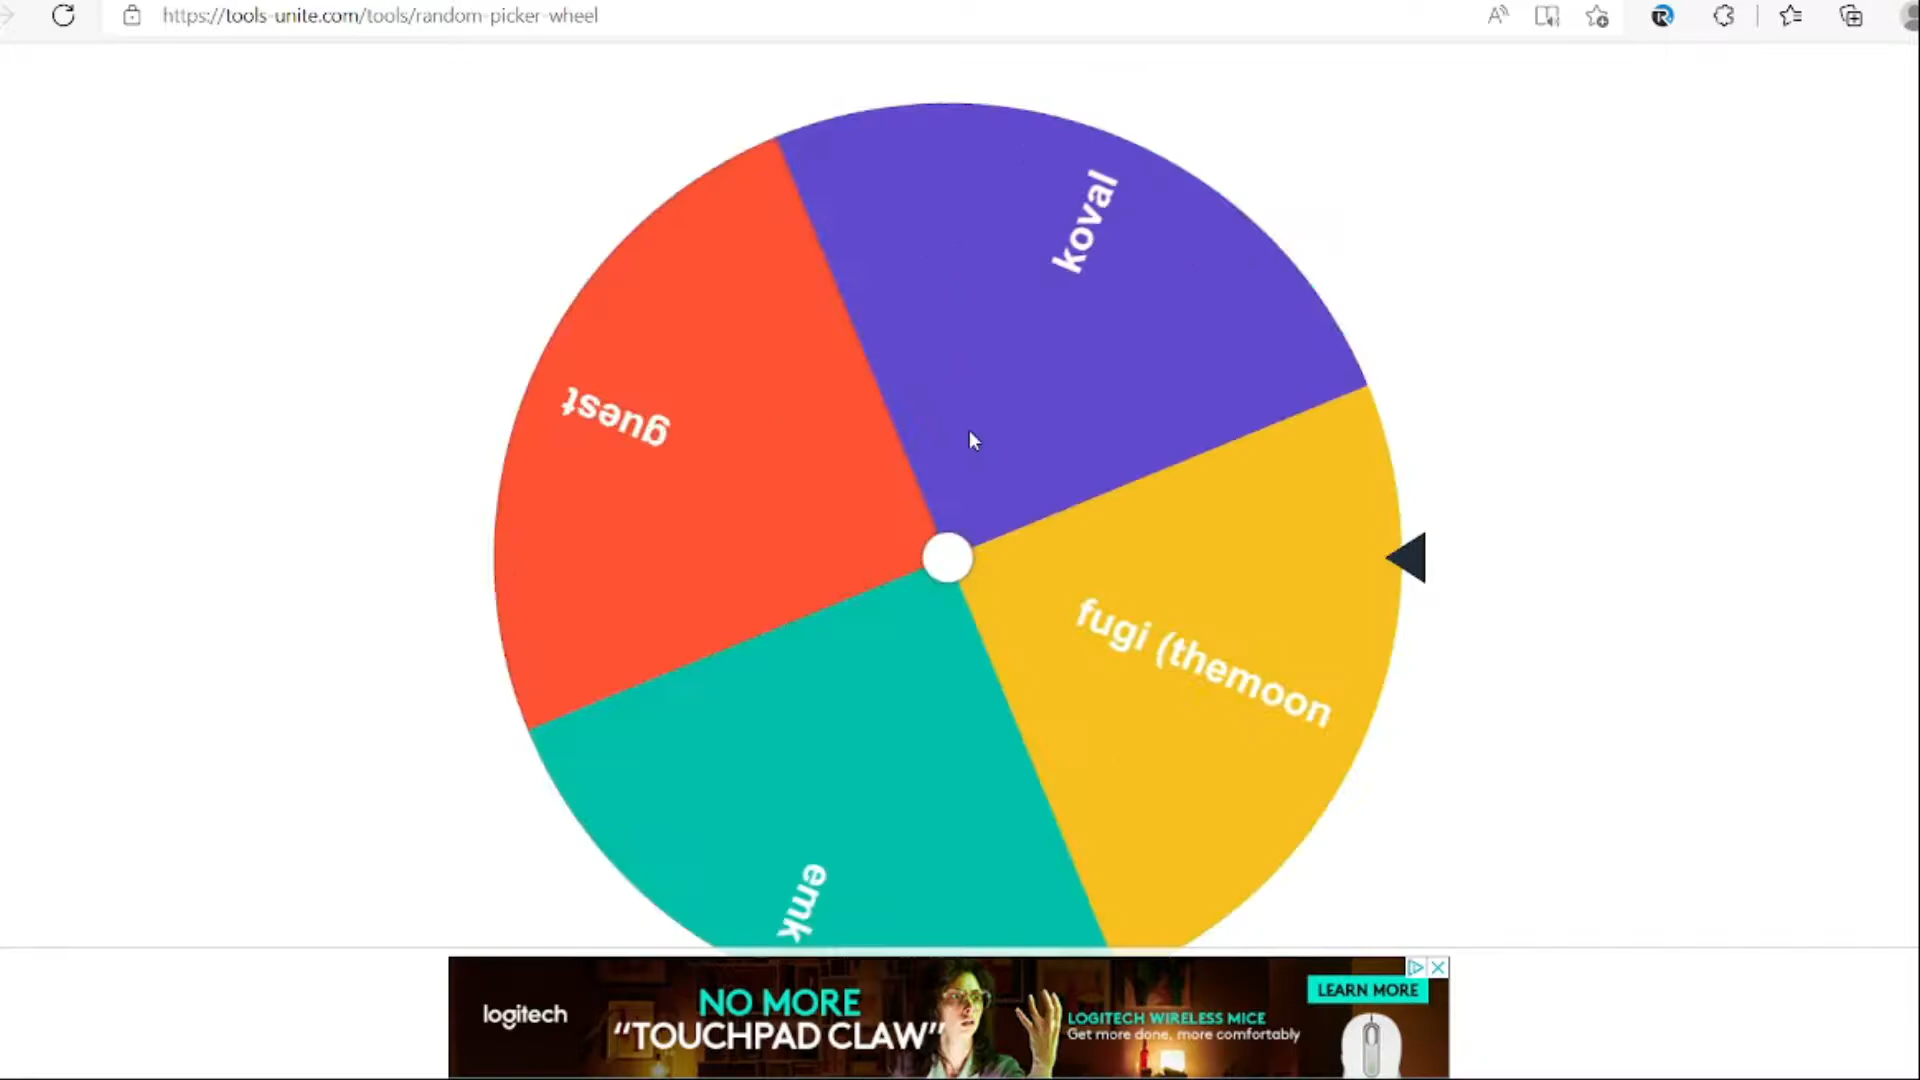 https://tools-unite.com/tools/random-picker-wheel
koval
guest
fugi (themoon
emk
logitech
NO MORE
“TOUCHPAD CLAW”
LOGITECH WIRELESS MICE
Get more done, more comfortably
LEARN MORE